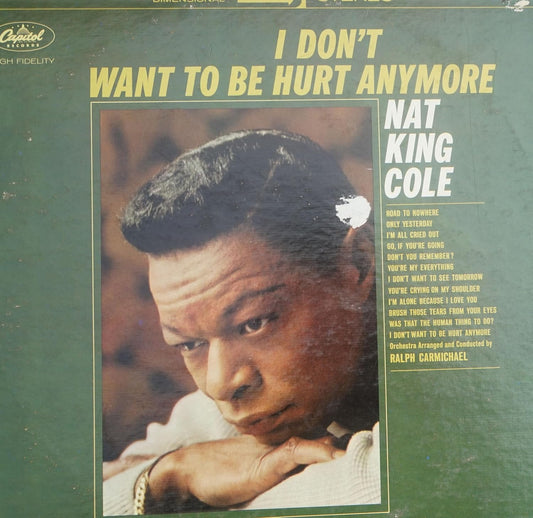 DIMENSIONAL STEREO
Capitol
RECORDS
HIGH FIDELITY
I DON'T
WANT TO BE HURT ANYMORE
NAT
KING
COLE
ROAD TO NOWHERE
ONLY YESTERDAY
I'M ALL CRIED OUT
GO, IF YOU'RE GOING
DON'T YOU REMEMBER?
YOU'RE MY EVERYTHING
I DON'T WANT TO SEE TOMORROW
YOU'RE CRYING ON MY SHOULDER
I'M ALONE BECAUSE I LOVE YOU
BRUSH THOSE TEARS FROM YOUR EYES
WAS THAT THE HUMAN THING TO DO?
I DON'T WANT TO BE HURT ANYMORE
Orchestra Arranged and Conducted by
RALPH CARMICHAEL